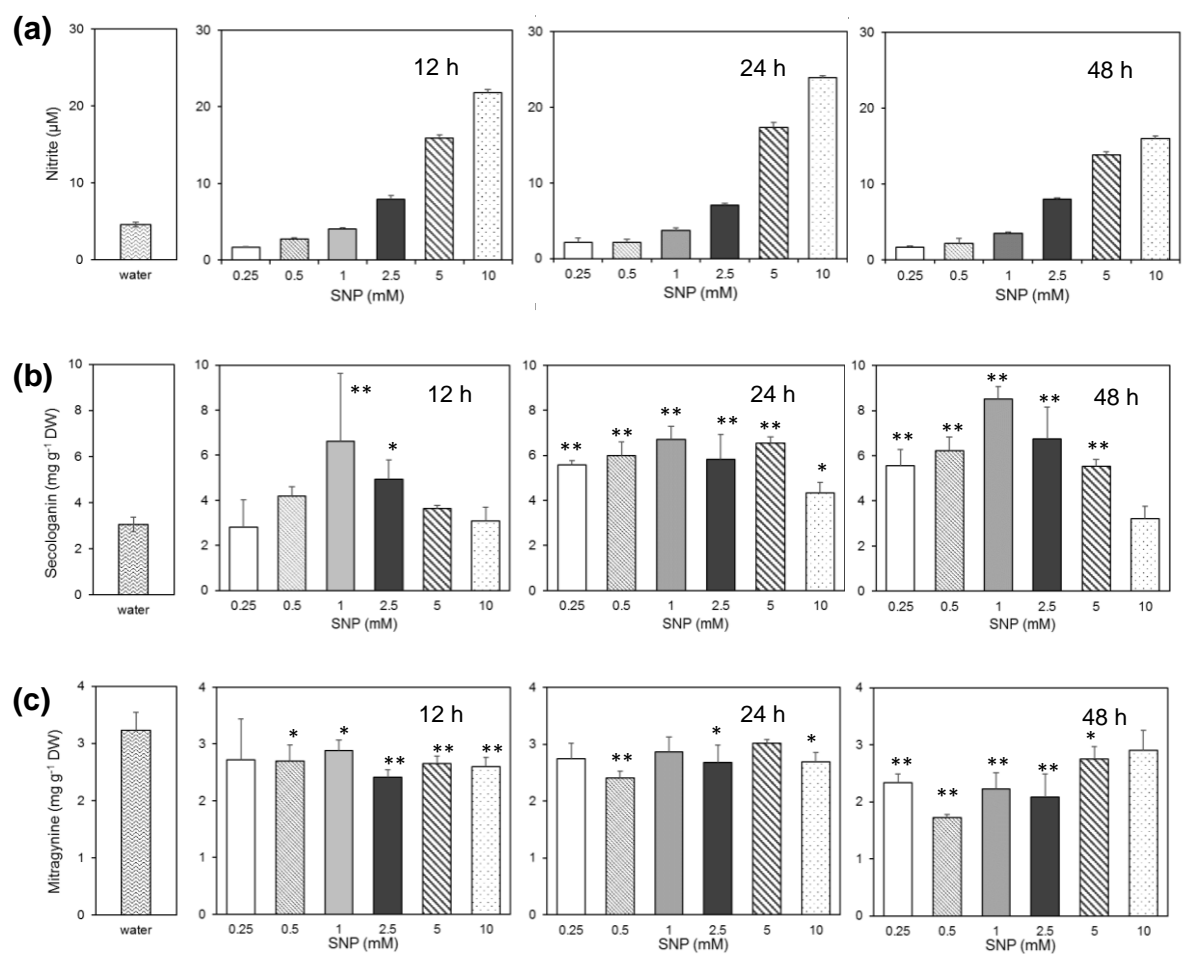 (a)
30
20
10
0
Nitrite (µM)
water
30
20
10
0
12 h
0.25 0.5 1 2.5 5 10
SNP (mM)
30
20
10
0
24 h
0.25 0.5 1 2.5 5 10
SNP (mM)
30
20
10
0
48 h
0.25 0.5 1 2.5 5 10
SNP (mM)
(b)
10
8
6
4
2
0
Secologanin (mg g⁻¹ DW)
water
10
8
6
4
2
0
12 h
** *
0.25 0.5 1 2.5 5 10
SNP (mM)
10
8
6
4
2
0
24 h
** ** ** ** ** *
0.25 0.5 1 2.5 5 10
SNP (mM)
10
8
6
4
2
0
48 h
** ** ** ** **
0.25 0.5 1 2.5 5 10
SNP (mM)
(c)
4
3
2
1
0
Mitragynine (mg g⁻¹ DW)
water
4
3
2
1
0
12 h
* * ** ** **
0.25 0.5 1 2.5 5 10
SNP (mM)
4
3
2
1
0
24 h
** * *
0.25 0.5 1 2.5 5 10
SNP (mM)
4
3
2
1
0
48 h
** ** ** ** *
0.25 0.5 1 2.5 5 10
SNP (mM)